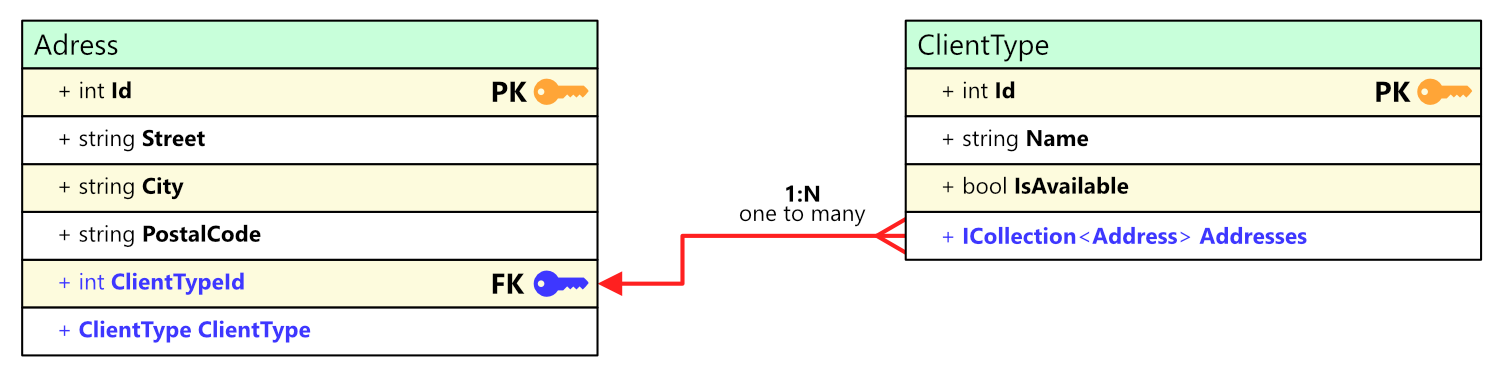 Adress
+ int Id PK
+ string Street
+ string City
+ string PostalCode
+ int ClientTypeId FK
+ ClientType ClientType
1:N
one to many
ClientType
+ int Id PK
+ string Name
+ bool IsAvailable
+ ICollection<Address> Addresses